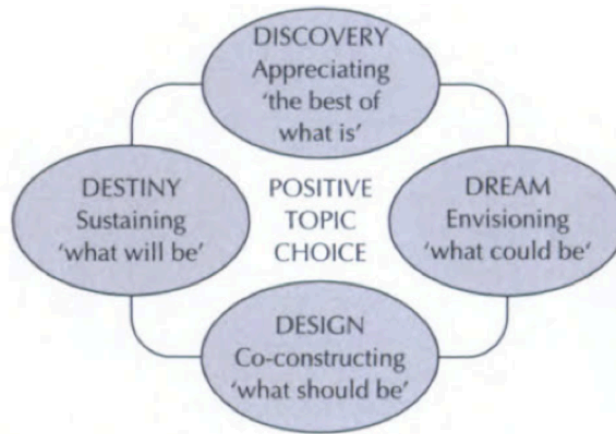 DISCOVERY
Appreciating
‘the best of
what is’
DESTINY
Sustaining
‘what will be’
POSITIVE
TOPIC
CHOICE
DREAM
Envisioning
‘what could be’
DESIGN
Co-constructing
‘what should be’